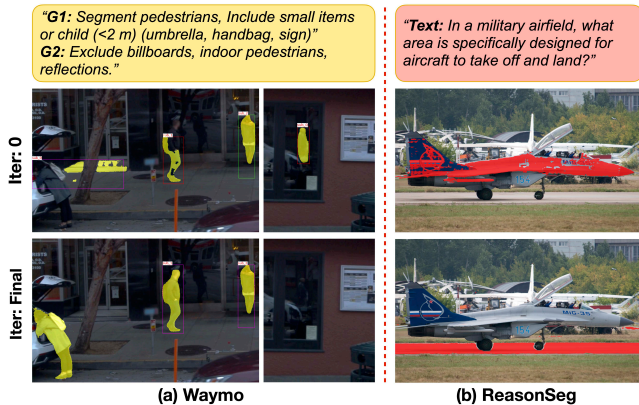 “G1: Segment pedestrians, Include small items
or child (<2 m) (umbrella, handbag, sign)”
G2: Exclude billboards, indoor pedestrians,
reflections.”
“Text: In a military airfield, what
area is specifically designed for
aircraft to take off and land?”
Iter: 0
Iter: Final
MiG-35
154
(a) Waymo
(b) ReasonSeg